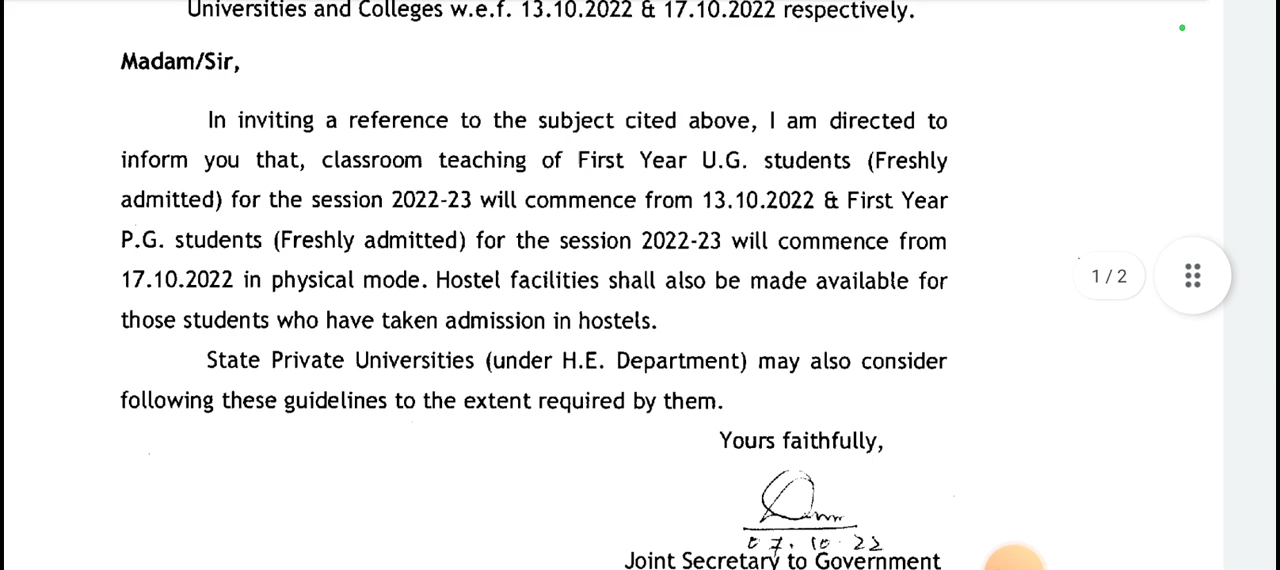 Universities and Colleges w.e.f. 13.10.2022 & 17.10.2022 respectively.
Madam/Sir,
In inviting a reference to the subject cited above, I am directed to
inform you that, classroom teaching of First Year U.G. students (Freshly
admitted) for the session 2022-23 will commence from 13.10.2022 & First Year
P.G. students (Freshly admitted) for the session 2022-23 will commence from
17.10.2022 in physical mode. Hostel facilities shall also be made available for
those students who have taken admission in hostels.
1 / 2
State Private Universities (under H.E. Department) may also consider
following these guidelines to the extent required by them.
Yours faithfully,
07.10.22
Joint Secretary to Government